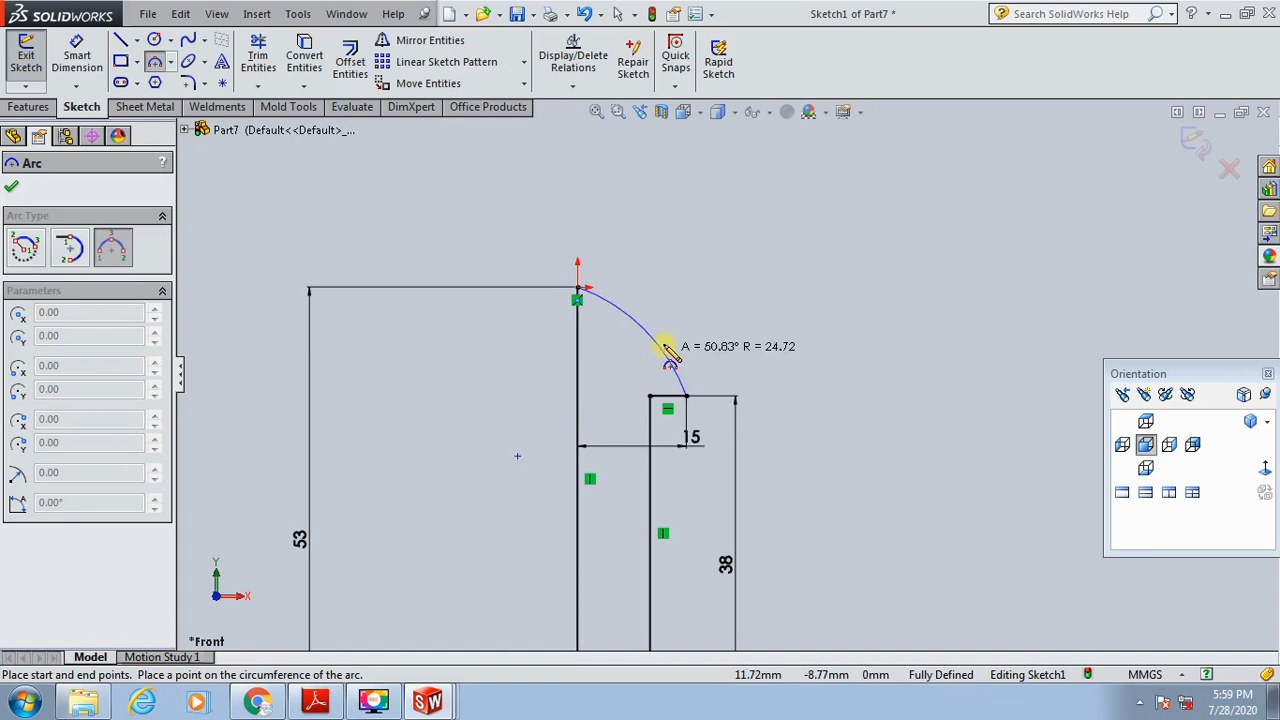 SOLIDWORKS
File Edit View Insert Tools Window Help
Sketch1 of Part7 *
Search SolidWorks Help
Exit Sketch
Smart Dimension
Trim Entities
Convert Entities
Offset Entities
Mirror Entities
Linear Sketch Pattern
Move Entities
Display/Delete Relations
Repair Sketch
Quick Snaps
Rapid Sketch
Features Sketch Sheet Metal Weldments Mold Tools Evaluate DimXpert Office Products
Part7 (Default<<Default>_...
Arc ?
Arc Type
Parameters
0.00
0.00
0.00
0.00
0.00
0.00
0.00
0.00°
A = 50.83° R = 24.72
15
53
38
Orientation
Y
X
*Front
Model Motion Study 1
Place start and end points. Place a point on the circumference of the arc. 11.72mm -8.77mm 0mm Fully Defined Editing Sketch1 MMGS
5:59 PM
7/28/2020